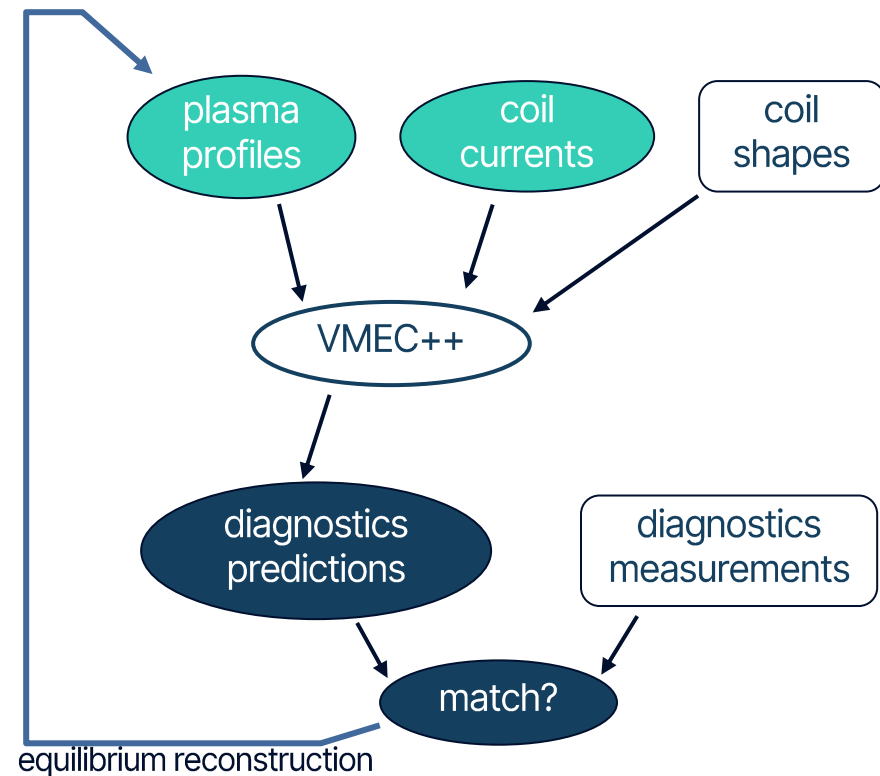 plasma
profiles
coil
currents
coil
shapes
VMEC++
diagnostics
predictions
diagnostics
measurements
match?
equilibrium reconstruction